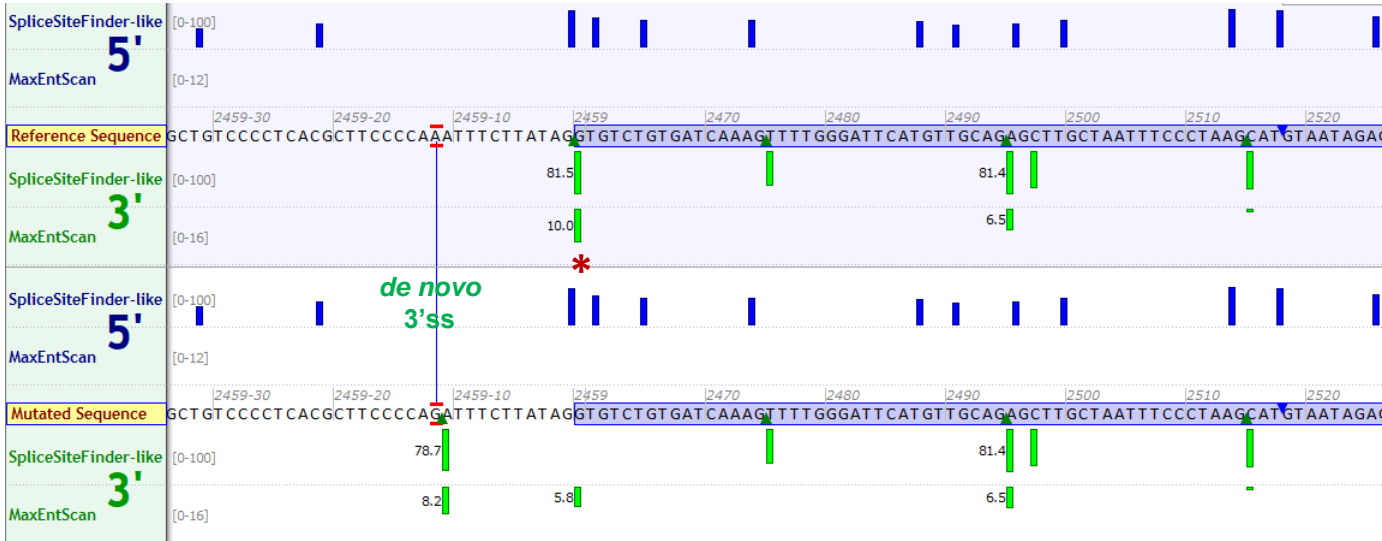 SpliceSiteFinder-like [0-100]
5'
MaxEntScan [0-12]
2459-30 2459-20 2459-10 2459 2470 2480 2490 2500 2510 2520
Reference Sequence GCTGTCCCCTCACGCTTCCCCAAATTTCTTATAGGTGTCTGTGATCAAAGTTTTGGGATTCATGTTGCAGAGCTTGCTAATTTCCCTAAGCATGTAATAGAG
SpliceSiteFinder-like [0-100] 81.5 81.4
3'
MaxEntScan [0-16] 10.0 6.5
*
de novo
3'ss
SpliceSiteFinder-like [0-100]
5'
MaxEntScan [0-12]
2459-30 2459-20 2459-10 2459 2470 2480 2490 2500 2510 2520
Mutated Sequence GCTGTCCCCTCACGCTTCCCCAGATTTCTTATAGGTGTCTGTGATCAAAGTTTTGGGATTCATGTTGCAGAGCTTGCTAATTTCCCTAAGCATGTAATAGAG
SpliceSiteFinder-like [0-100] 78.7 81.4
3'
MaxEntScan [0-16] 8.2 5.8 6.5